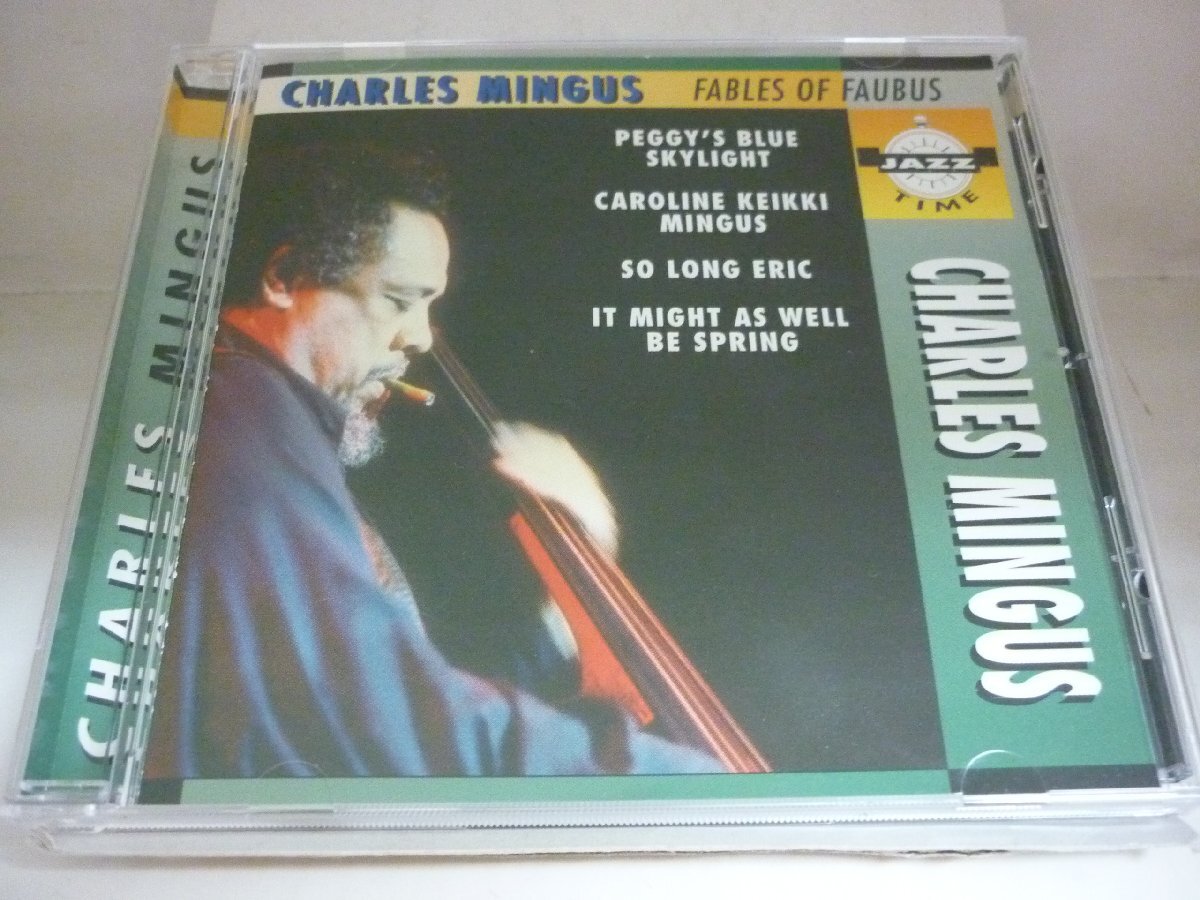 CHARLES MINGUS FABLES OF FAUBUS
PEGGY'S BLUE
SKYLIGHT
CAROLINE KEIKKI
MINGUS
SO LONG ERIC
IT MIGHT AS WELL
BE SPRING
JAZZ
TIME
CHARLES MINGUS
CHARLES MINGUS